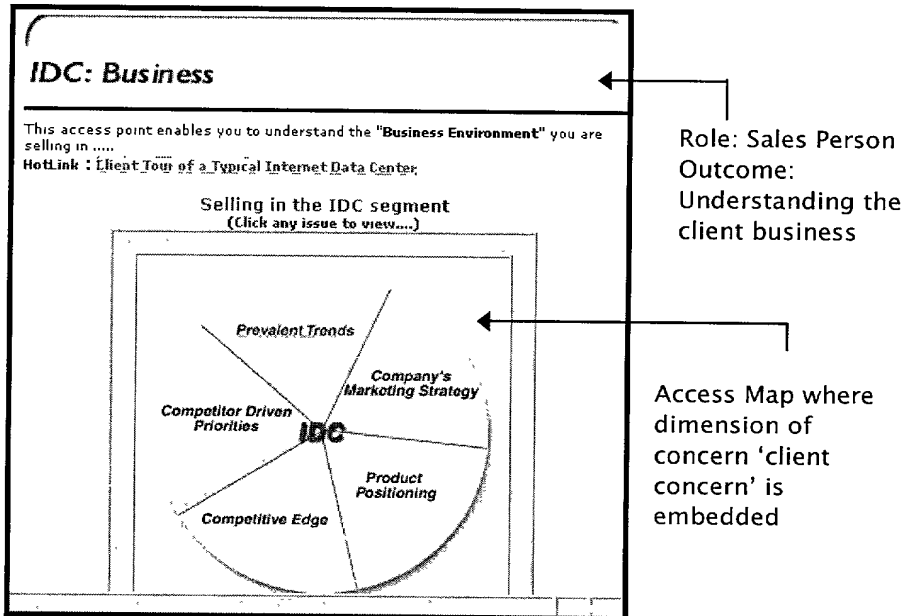 IDC: Business
This access point enables you to understand the "Business Environment" you are
selling in .....
HotLink : Client Tour of a Typical Internet Data Center
Selling in the IDC segment
(Click any issue to view....)
Prevalent Trends
Company's
Marketing Strategy
Competitor Driven
Priorities
IDC
Product
Positioning
Competitive Edge
Role: Sales Person
Outcome:
Understanding the
client business
Access Map where
dimension of
concern ‘client
concern’ is
embedded